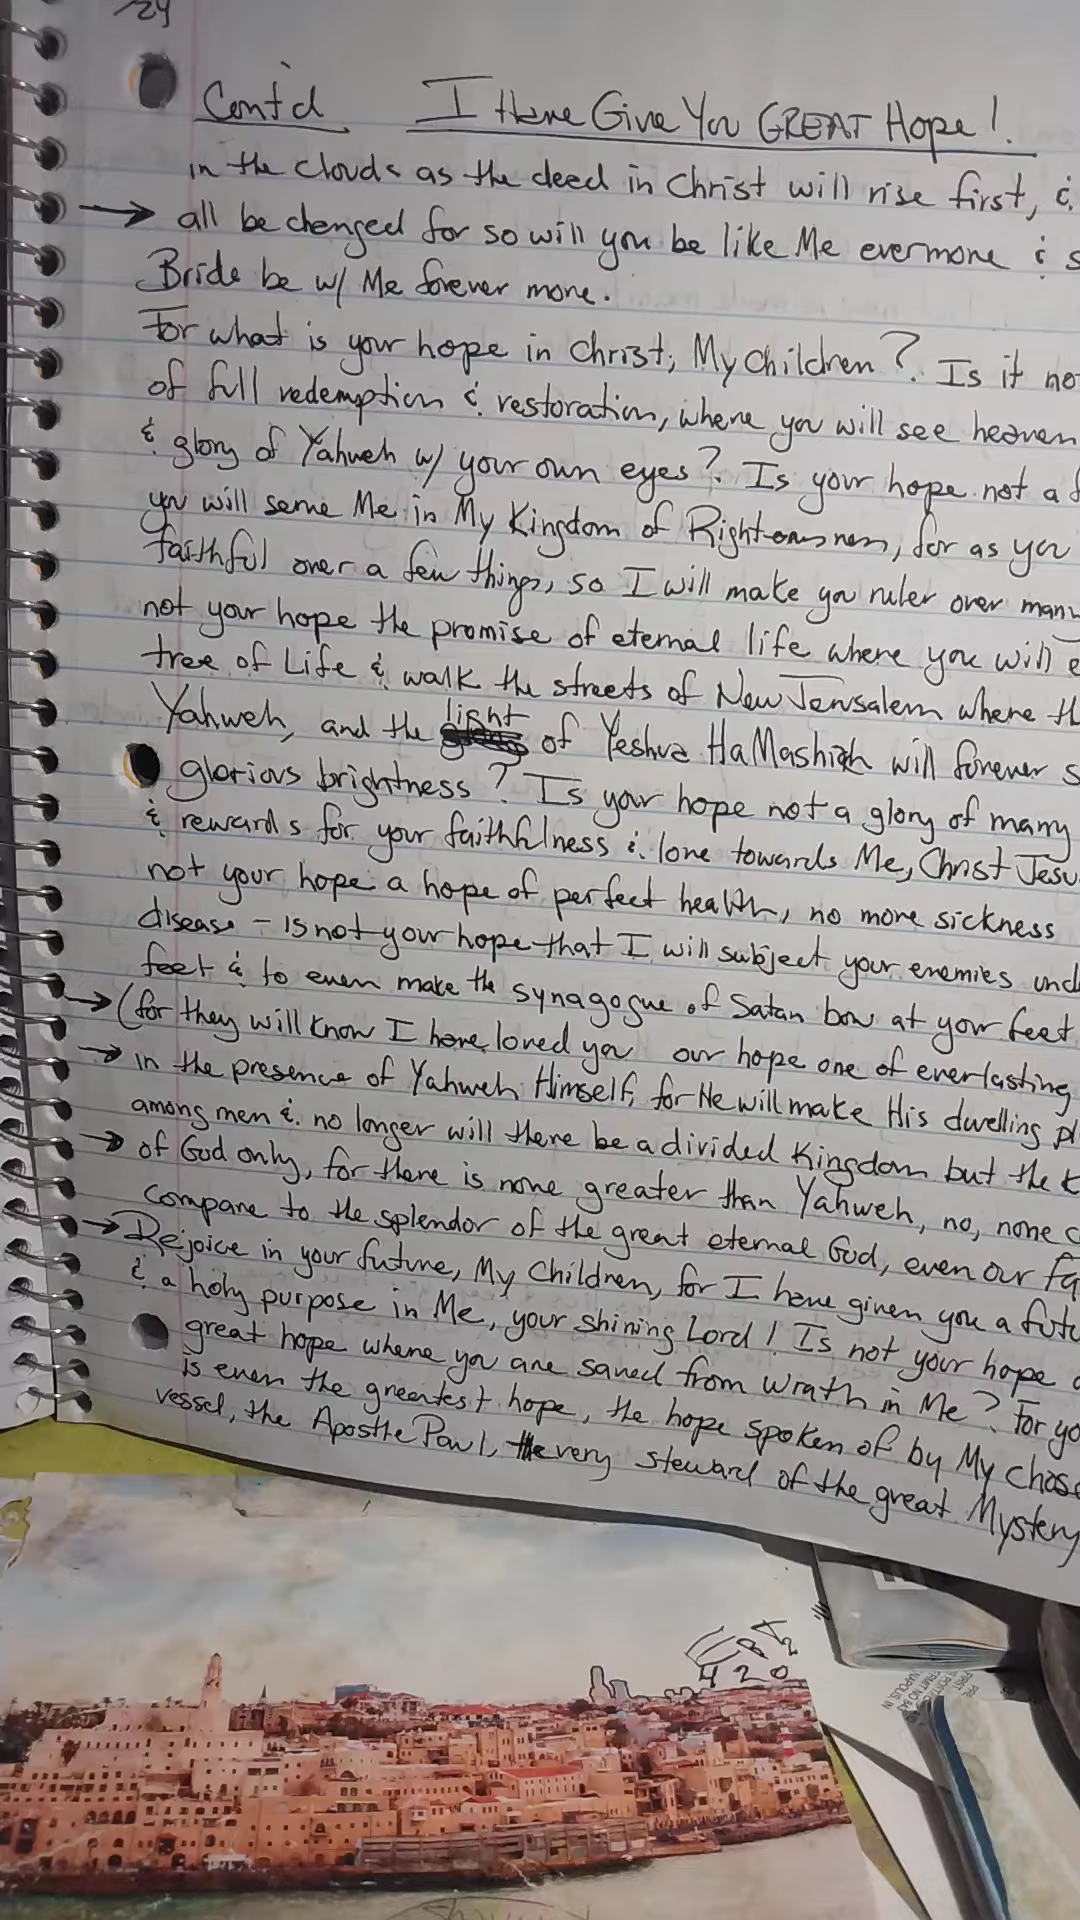 /24
Cont'd I Have Give You GREAT Hope!
in the clouds as the dead in Christ will rise first, &
→ all be changed for so will you be like Me evermore & s
Bride be w/ Me forever more.
For what is your hope in Christ, My Children? Is it no
of full redemption & restoration, where you will see heaven
& glory of Yahweh w/ your own eyes? Is your hope not a f
you will serve Me in My Kingdom of Righteousness, for as you
faithful over a few things, so I will make you ruler over many
not your hope the promise of eternal life where you will e
tree of Life & walk the streets of New Jerusalem where th
Yahweh, and the light of Yeshua HaMashiach will forever s
glorious brightness? Is your hope not a glory of many
& rewards for your faithfulness & love towards Me, Christ Jesu
not your hope a hope of perfect health, no more sickness
disease - is not your hope that I will subject your enemies und
feet & to even make the synagogue of Satan bow at your feet
→ (for they will know I have loved you our hope one of everlasting
→ in the presence of Yahweh Himself, for He will make His dwelling pl
among men & no longer will there be a divided Kingdom but the K
→ of God only, for there is none greater than Yahweh, no, none c
compare to the splendor of the great eternal God, even our Fa
→ Rejoice in your future, My Children, for I have given you a futu
& a holy purpose in Me, your shining Lord! Is not your hope a
great hope where you are saved from wrath in Me? For yo
is even the greatest hope, the hope spoken of by My chose
vessel, the Apostle Paul, the very steward of the great Mystery
420